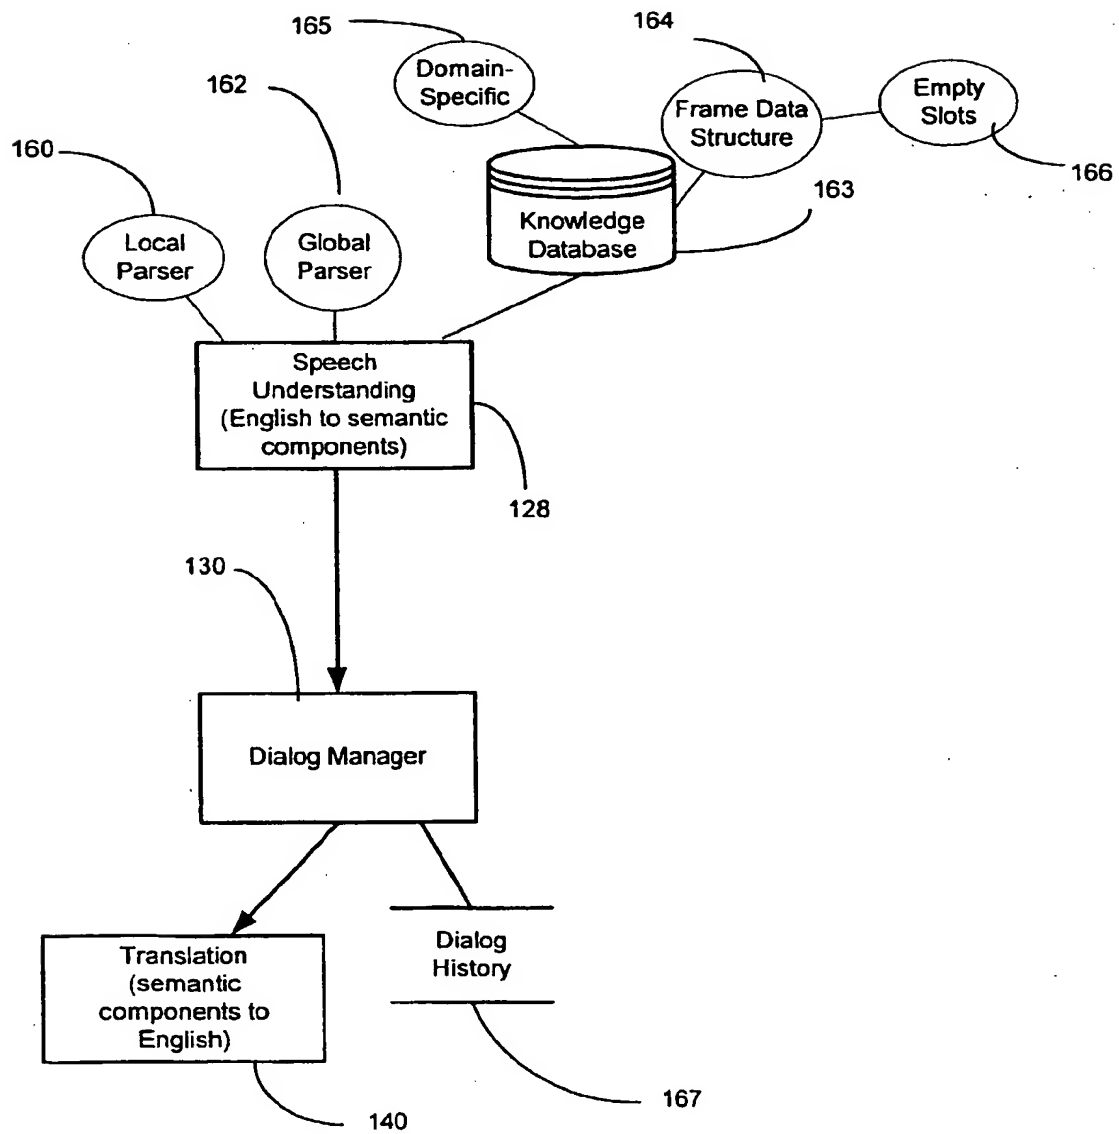 165
164
Domain-
Specific
162
Frame Data
Structure
Empty
Slots
160
166
163
Local
Parser
Global
Parser
Knowledge
Database
Speech
Understanding
(English to semantic
components)
128
130
Dialog Manager
Translation
(semantic
components to
English)
Dialog
History
167
140